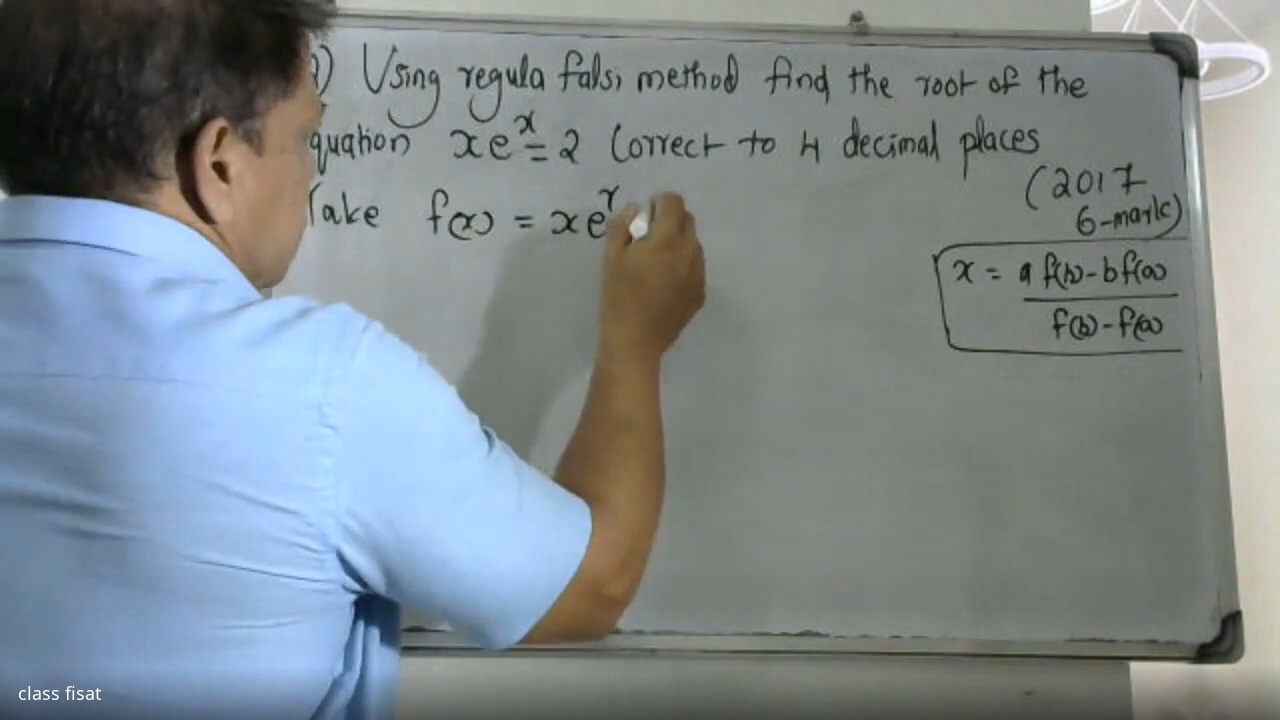 Using regula falsi method find the root of the
quation xe^x = 2 Correct to 4 decimal places
(2017
6-mark)
Take f(x) = xe^x
x = a f(b) - b f(a)
f(b) - f(a)
class fisat